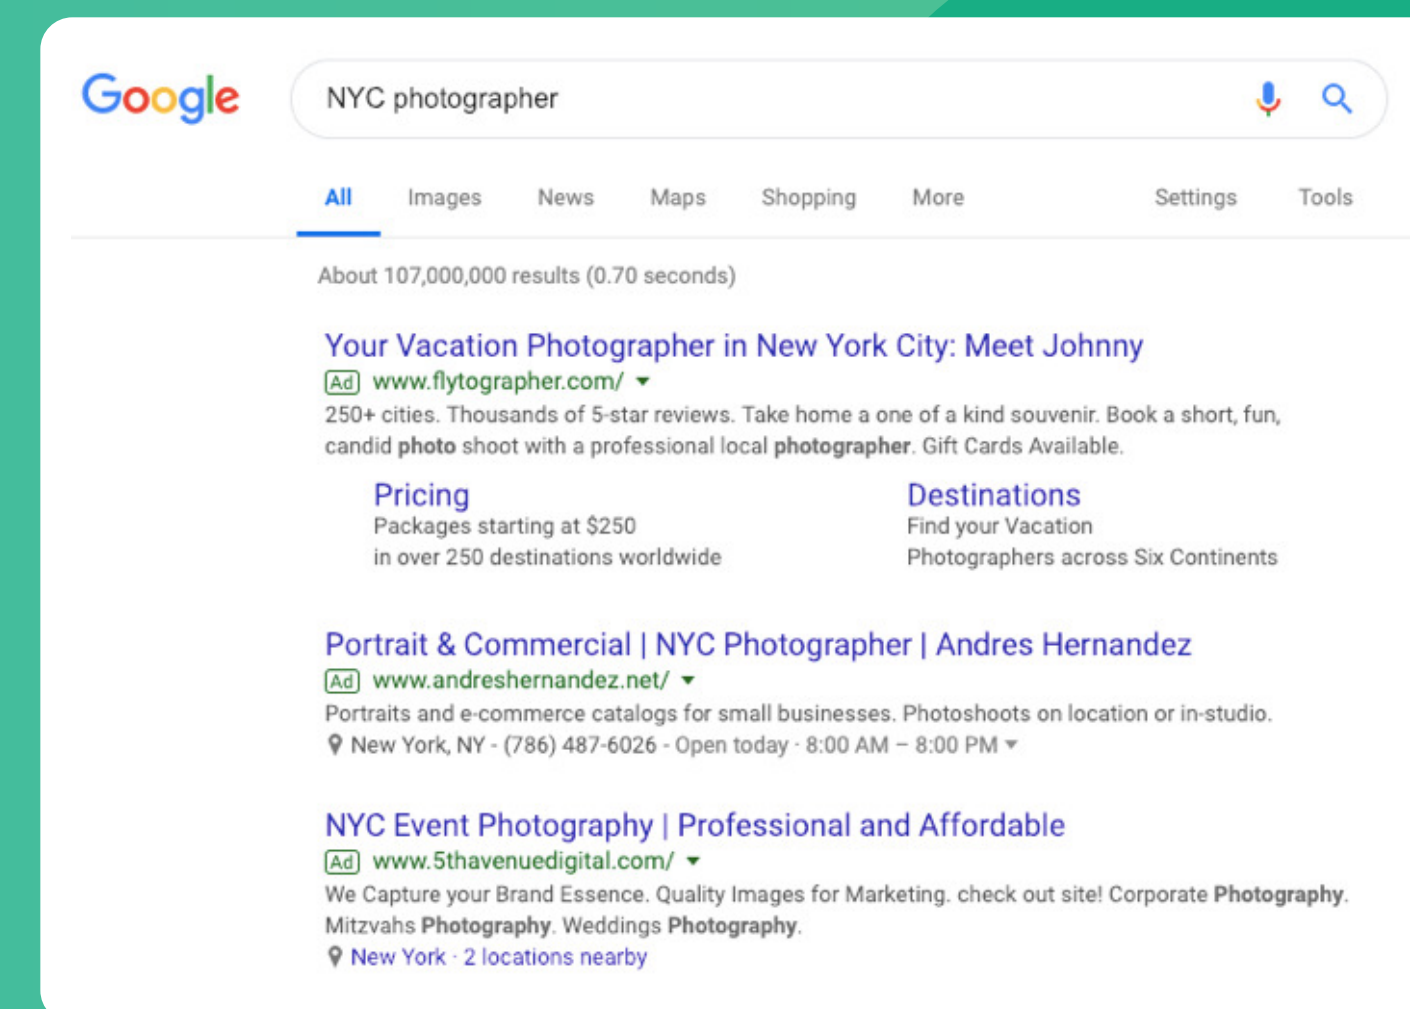 Google
NYC photographer
All Images News Maps Shopping More Settings Tools
About 107,000,000 results (0.70 seconds)
Your Vacation Photographer in New York City: Meet Johnny
Ad www.flytographer.com/
250+ cities. Thousands of 5-star reviews. Take home a one of a kind souvenir. Book a short, fun,
candid photo shoot with a professional local photographer. Gift Cards Available.
Pricing
Packages starting at $250
in over 250 destinations worldwide
Destinations
Find your Vacation
Photographers across Six Continents
Portrait & Commercial | NYC Photographer | Andres Hernandez
Ad www.andreshernandez.net/
Portraits and e-commerce catalogs for small businesses. Photoshoots on location or in-studio.
New York, NY - (786) 487-6026 - Open today · 8:00 AM – 8:00 PM
NYC Event Photography | Professional and Affordable
Ad www.5thavenuedigital.com/
We Capture your Brand Essence. Quality Images for Marketing. check out site! Corporate Photography.
Mitzvahs Photography. Weddings Photography.
New York · 2 locations nearby